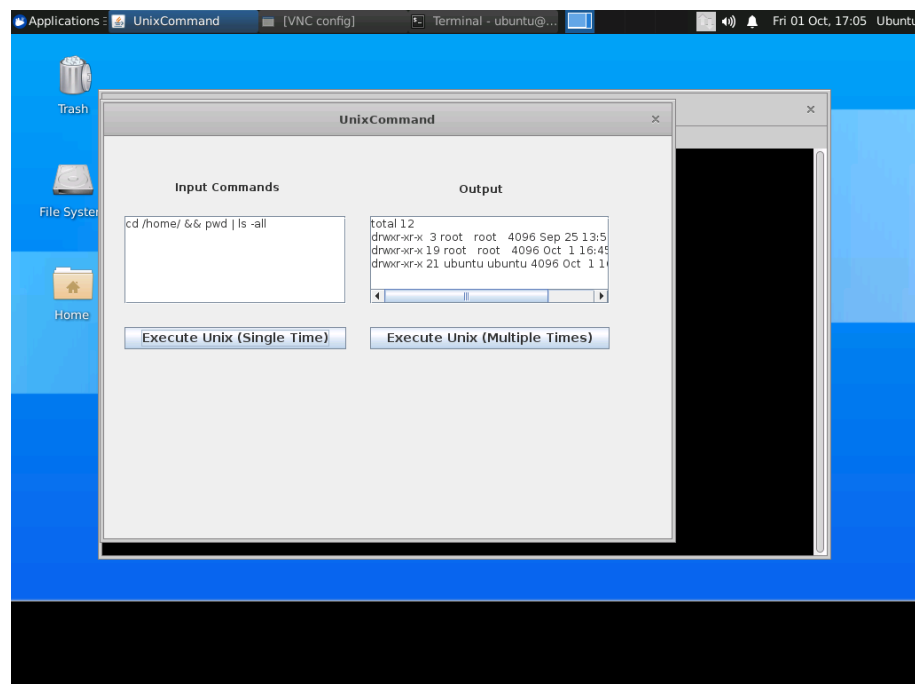 Applications
UnixCommand
[VNC config]
Terminal - ubuntu@...
Fri 01 Oct, 17:05
Trash
File System
Home
UnixCommand
Input Commands
Output
cd /home/ && pwd | ls -all
total 12
drwxr-xr-x 3 root root 4096 Sep 25 13:5
drwxr-xr-x 19 root root 4096 Oct 1 16:45
drwxr-xr-x 21 ubuntu ubuntu 4096 Oct 1 1
Execute Unix (Single Time)
Execute Unix (Multiple Times)